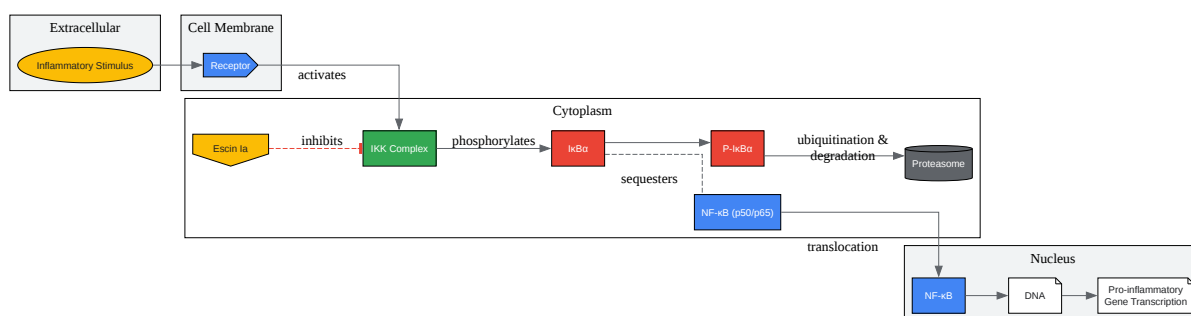 Extracellular
Cell Membrane
Inflammatory Stimulus
Receptor
activates
Cytoplasm
Escin Ia
inhibits
IKK Complex
phosphorylates
IκBα
P-IκBα
ubiquitination &
degradation
Proteasome
sequesters
NF-κB (p50/p65)
translocation
Nucleus
NF-κB
DNA
Pro-inflammatory
Gene Transcription